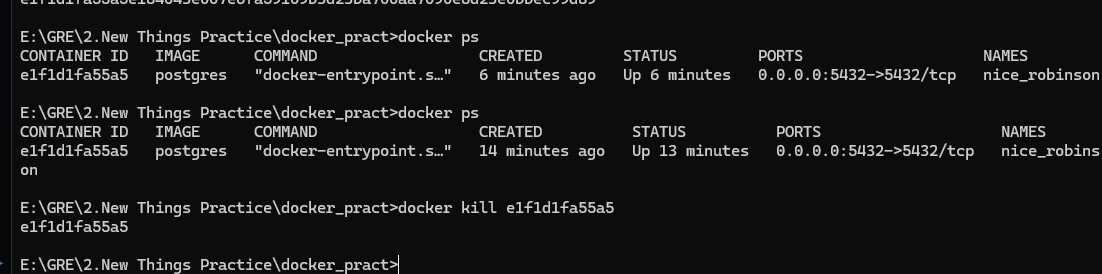 E:\GRE\2.New Things Practice\docker_pract>docker ps
CONTAINER ID   IMAGE      COMMAND                  CREATED         STATUS         PORTS                    NAMES
e1f1d1fa55a5   postgres   "docker-entrypoint.s…"   6 minutes ago   Up 6 minutes   0.0.0.0:5432->5432/tcp   nice_robinson
E:\GRE\2.New Things Practice\docker_pract>docker ps
CONTAINER ID   IMAGE      COMMAND                  CREATED          STATUS          PORTS                    NAMES
e1f1d1fa55a5   postgres   "docker-entrypoint.s…"   14 minutes ago   Up 13 minutes   0.0.0.0:5432->5432/tcp   nice_robins
on
E:\GRE\2.New Things Practice\docker_pract>docker kill e1f1d1fa55a5
e1f1d1fa55a5
E:\GRE\2.New Things Practice\docker_pract>